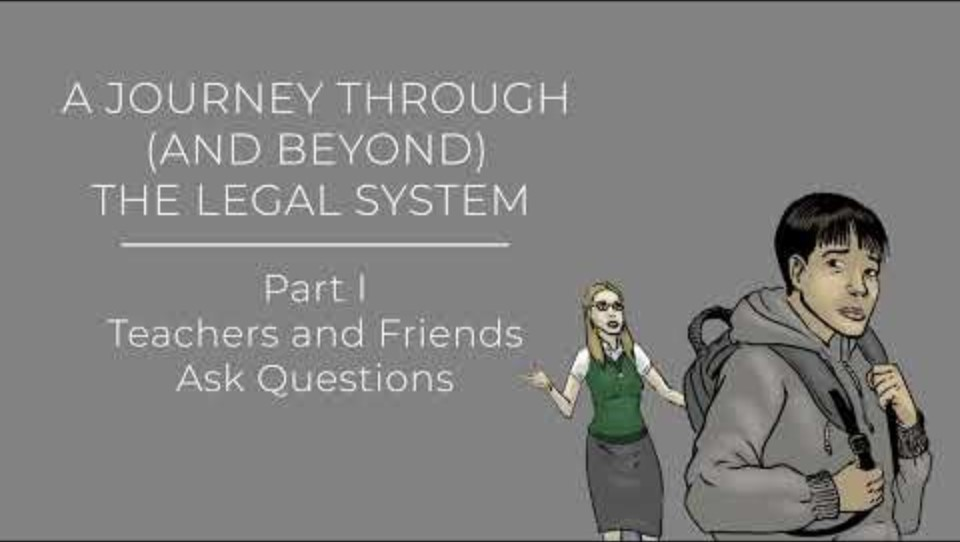 A JOURNEY THROUGH
(AND BEYOND)
THE LEGAL SYSTEM
Part I
Teachers and Friends
Ask Questions